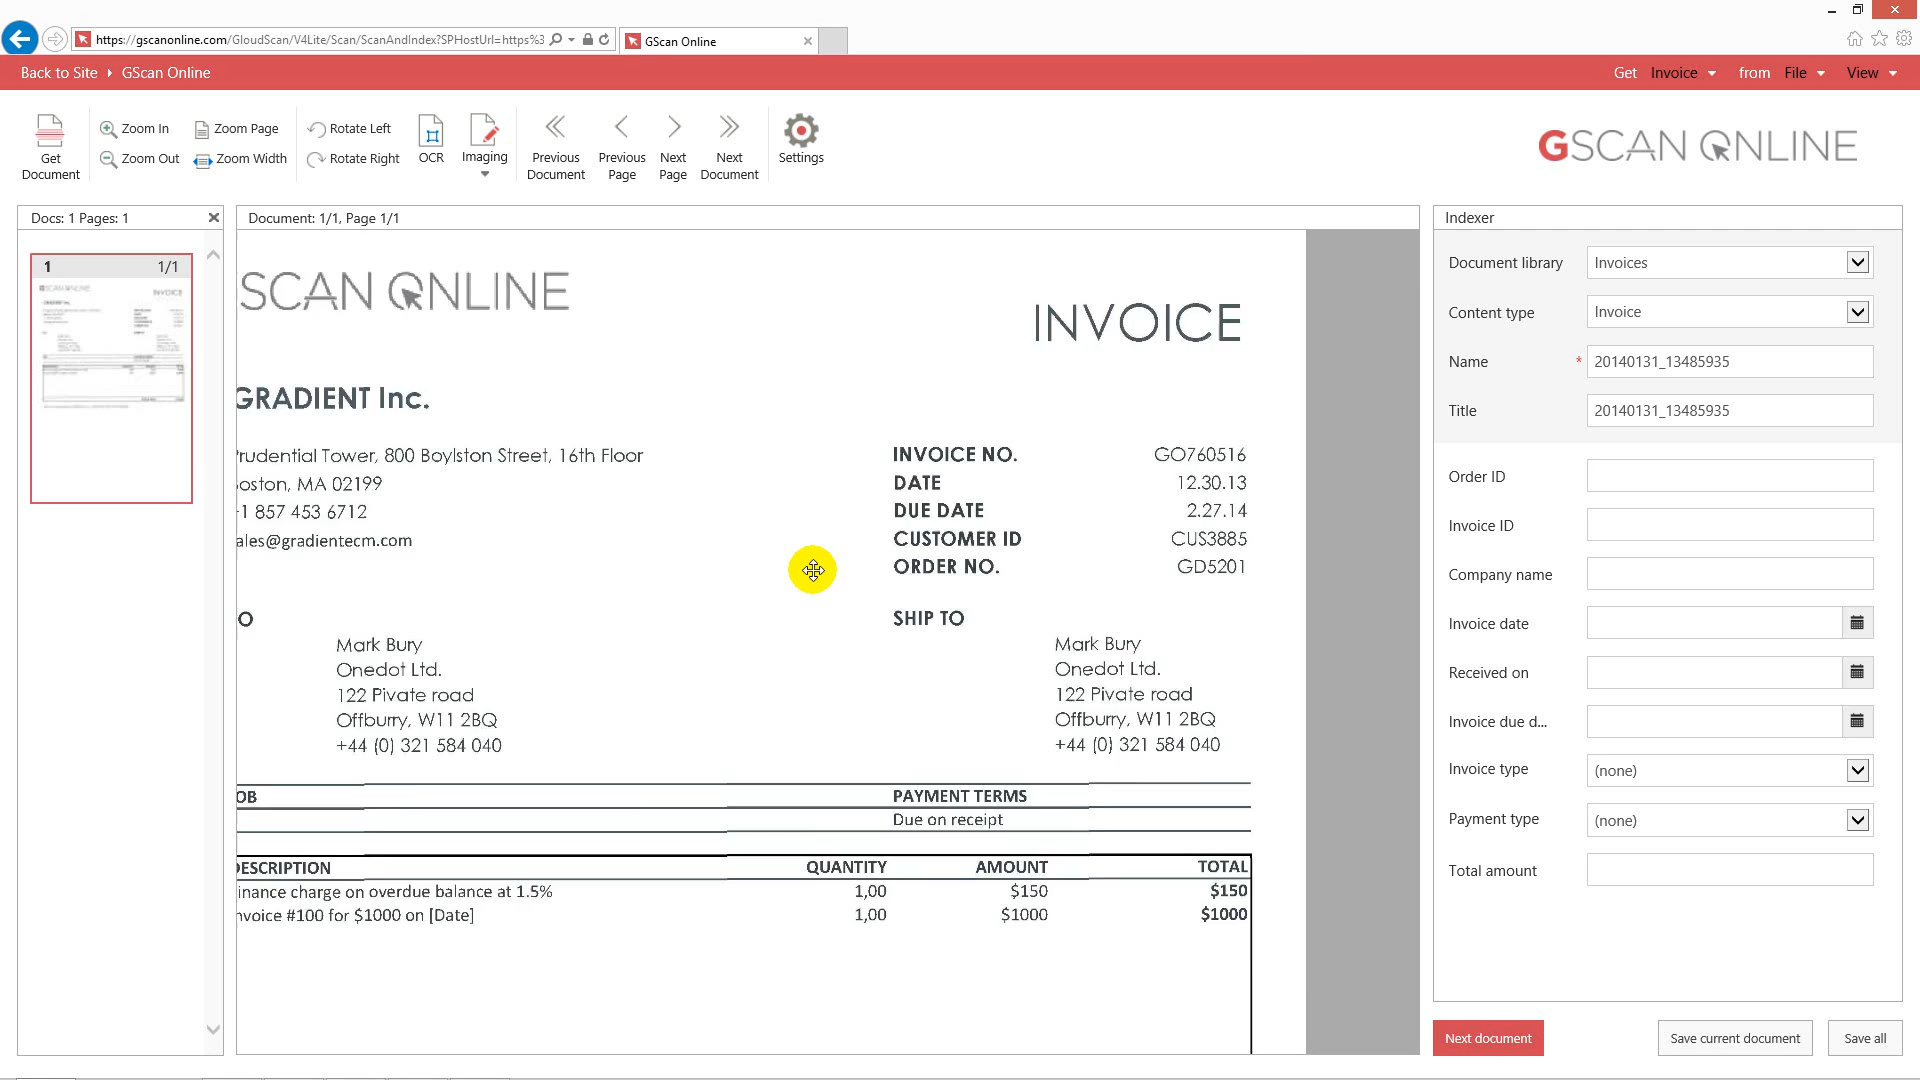 https://gscanonline.com/GloudScan/V4Lite/Scan/ScanAndIndex?SPHostUrl=https%3
GScan Online
Back to Site GScan Online
Get Invoice from File View
Get Document
Zoom In
Zoom Out
Zoom Page
Zoom Width
Rotate Left
Rotate Right
OCR
Imaging
Previous Document
Previous Page
Next Page
Next Document
Settings
GSCAN ONLINE
Docs: 1 Pages: 1
1 1/1
Document: 1/1, Page 1/1
SCAN ONLINE
INVOICE
GRADIENT Inc.
rudential Tower, 800 Boylston Street, 16th Floor
oston, MA 02199
1 857 453 6712
ales@gradientecm.com
INVOICE NO. GO760516
DATE 12.30.13
DUE DATE 2.27.14
CUSTOMER ID CUS3885
ORDER NO. GD5201
O
Mark Bury
Onedot Ltd.
122 Pivate road
Offburry, W11 2BQ
+44 (0) 321 584 040
SHIP TO
Mark Bury
Onedot Ltd.
122 Pivate road
Offburry, W11 2BQ
+44 (0) 321 584 040
OB PAYMENT TERMS
Due on receipt
DESCRIPTION QUANTITY AMOUNT TOTAL
inance charge on overdue balance at 1.5% 1,00 $150 $150
nvoice #100 for $1000 on [Date] 1,00 $1000 $1000
Indexer
Document library Invoices
Content type Invoice
Name * 20140131_13485935
Title 20140131_13485935
Order ID
Invoice ID
Company name
Invoice date
Received on
Invoice due d...
Invoice type (none)
Payment type (none)
Total amount
Next document
Save current document
Save all